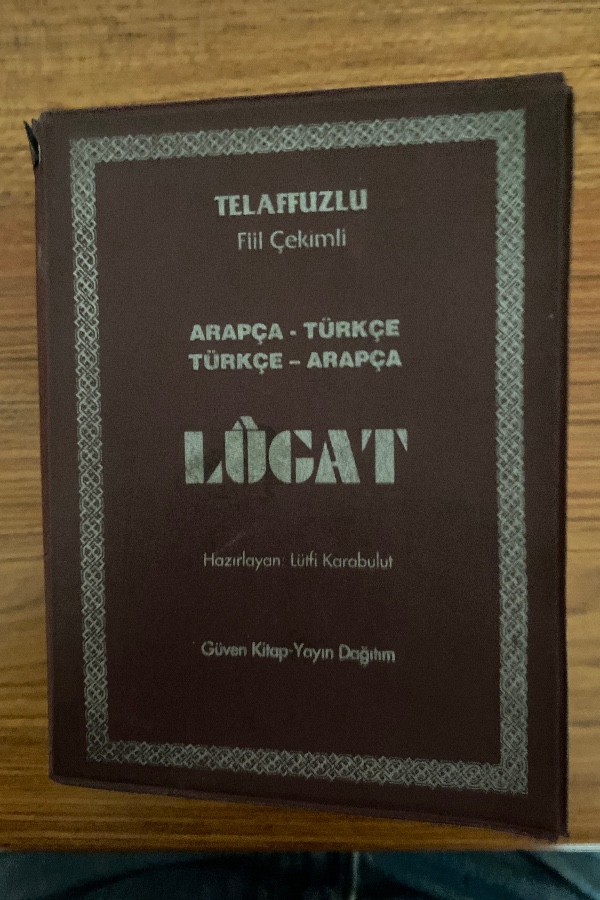 TELAFFUZLU
Fiil Çekimli
ARAPÇA - TÜRKÇE
TÜRKÇE – ARAPÇA
LÛGAT
Hazırlayan: Lütfi Karabulut
Güven Kitap-Yayın Dağıtım